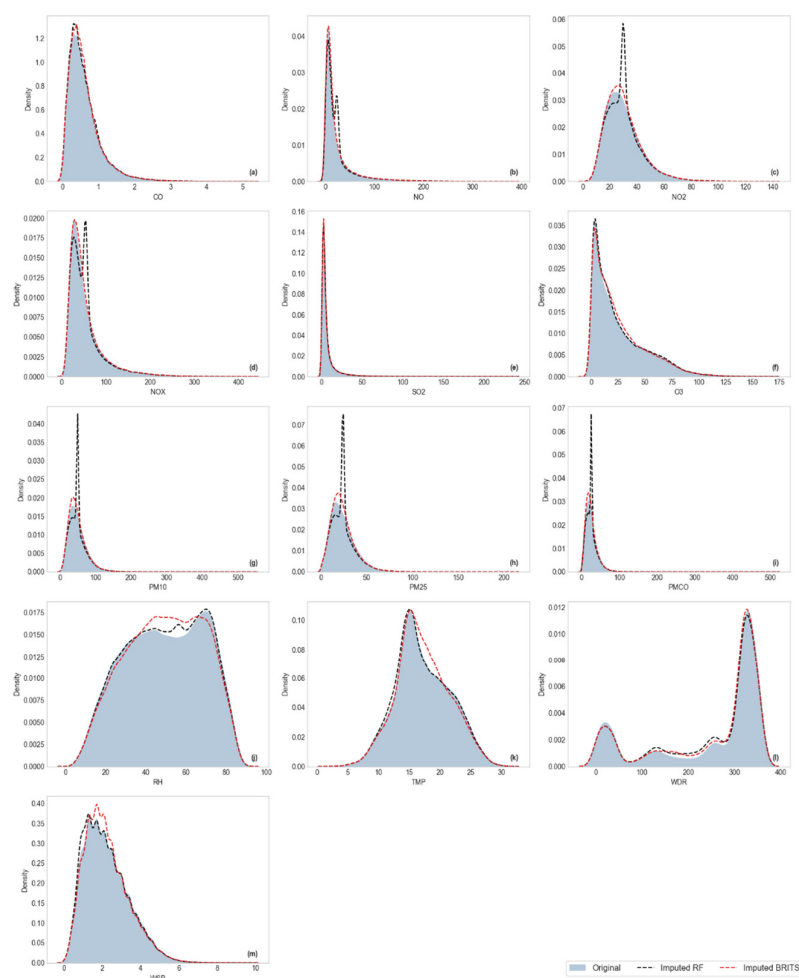 1.2
1.0
0.8
0.6
0.4
0.2
0.0
Density
0 1 2 3 4 5
CO
(a)
0.04
0.03
0.02
0.01
0.00
Density
0 100 200 300 400
NO
(b)
0.06
0.05
0.04
0.03
0.02
0.01
0.00
Density
0 20 40 60 80 100 120 140
NO2
(c)
0.0200
0.0175
0.0150
0.0125
0.0100
0.0075
0.0050
0.0025
0.0000
Density
0 100 200 300 400
NOX
(d)
0.16
0.14
0.12
0.10
0.08
0.06
0.04
0.02
0.00
Density
0 50 100 150 200 250
SO2
(e)
0.035
0.030
0.025
0.020
0.015
0.010
0.005
0.000
Density
0 25 50 75 100 125 150 175
O3
(f)
0.040
0.035
0.030
0.025
0.020
0.015
0.010
0.005
0.000
Density
0 100 200 300 400 500
PM10
(g)
0.07
0.06
0.05
0.04
0.03
0.02
0.01
0.00
Density
0 50 100 150 200
PM25
(h)
0.07
0.06
0.05
0.04
0.03
0.02
0.01
0.00
Density
0 100 200 300 400 500
PMCO
(i)
0.0175
0.0150
0.0125
0.0100
0.0075
0.0050
0.0025
0.0000
Density
0 20 40 60 80 100
RH
(j)
0.10
0.08
0.06
0.04
0.02
0.00
Density
0 5 10 15 20 25 30
TMP
(k)
0.012
0.010
0.008
0.006
0.004
0.002
0.000
Density
0 100 200 300 400
WDR
(l)
0.40
0.35
0.30
0.25
0.20
0.15
0.10
0.05
0.00
Density
0 2 4 6 8 10
(m)
Original Imputed RF Imputed BRITS